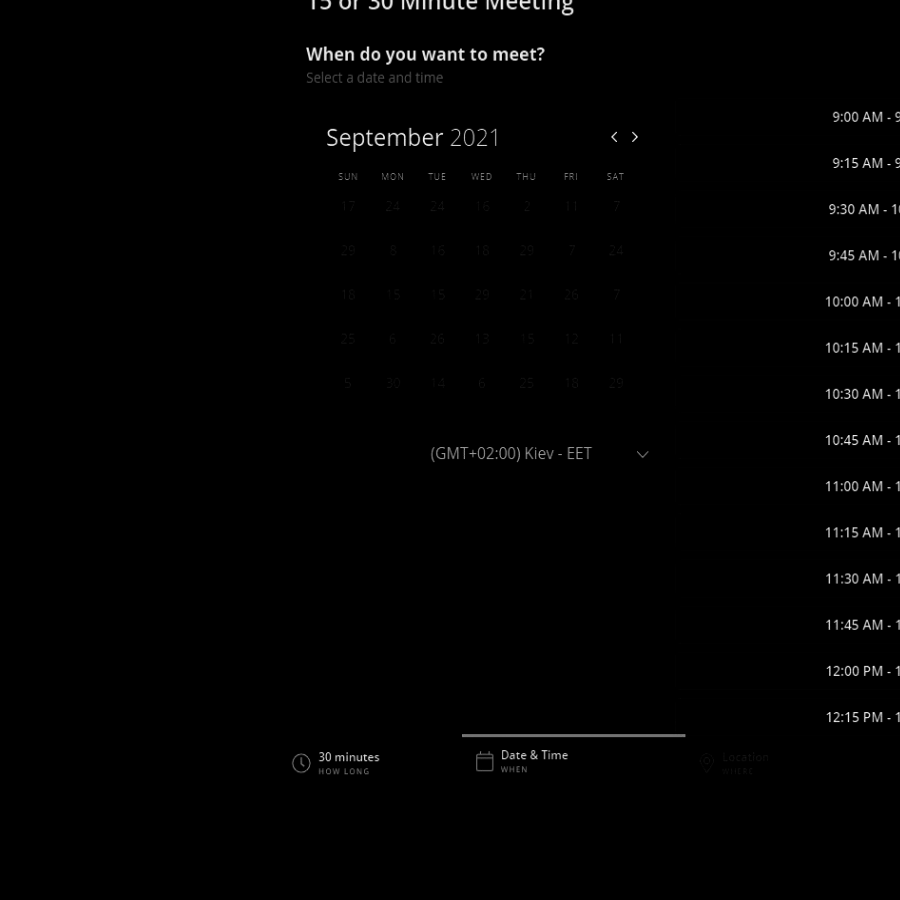 15 or 30 Minute Meeting
When do you want to meet?
Select a date and time
September 2021
SUN MON TUE WED THU FRI SAT
17 24 24 16 2 11 7
29 6 16 16 29 7 24
18 15 15 29 21 26 7
25 6 26 13 15 12 11
5 30 14 6 25 18 29
(GMT+02:00) Kiev - EET
9:00 AM - 9
9:15 AM - 9
9:30 AM - 10
9:45 AM - 10
10:00 AM - 1
10:15 AM - 1
10:30 AM - 1
10:45 AM - 1
11:00 AM - 1
11:15 AM - 1
11:30 AM - 1
11:45 AM - 1
12:00 PM - 1
12:15 PM - 1
30 minutes
HOW LONG
Date & Time
WHEN
Location
WHERE